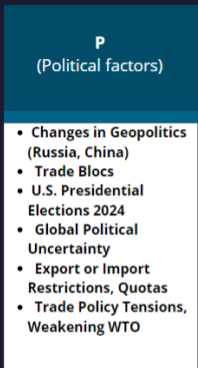 P
(Political factors)
• Changes in Geopolitics
(Russia, China)
• Trade Blocs
• U.S. Presidential
Elections 2024
• Global Political
Uncertainty
• Export or Import
Restrictions, Quotas
• Trade Policy Tensions,
Weakening WTO